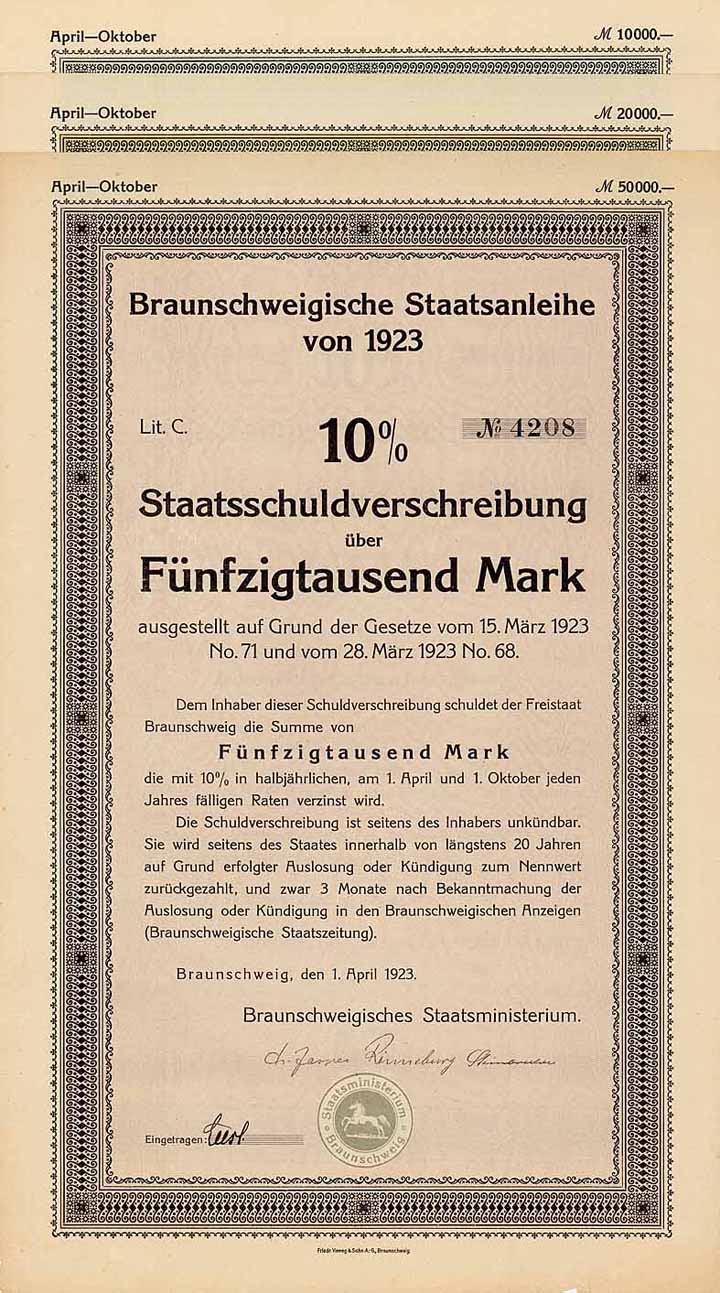 April—Oktober ℳ 10000.—
April—Oktober ℳ 20000.—
April—Oktober ℳ 50000.—
Braunschweigische Staatsanleihe
von 1923
Lit. C. 10% № 4208
Staatsschuldverschreibung
über
Fünfzigtausend Mark
ausgestellt auf Grund der Gesetze vom 15. März 1923
No. 71 und vom 28. März 1923 No. 68.
Dem Inhaber dieser Schuldverschreibung schuldet der Freistaat
Braunschweig die Summe von
Fünfzigtausend Mark
die mit 10% in halbjährlichen, am 1. April und 1. Oktober jeden
Jahres fälligen Raten verzinst wird.
Die Schuldverschreibung ist seitens des Inhabers unkündbar.
Sie wird seitens des Staates innerhalb von längstens 20 Jahren
auf Grund erfolgter Auslosung oder Kündigung zum Nennwert
zurückgezahlt, und zwar 3 Monate nach Bekanntmachung der
Auslosung oder Kündigung in den Braunschweigischen Anzeigen
(Braunschweigische Staatszeitung).
Braunschweig, den 1. April 1923.
Braunschweigisches Staatsministerium.
Staatsministerium
Braunschweig
Eingetragen:
Friedr. Vieweg & Sohn A.-G., Braunschweig